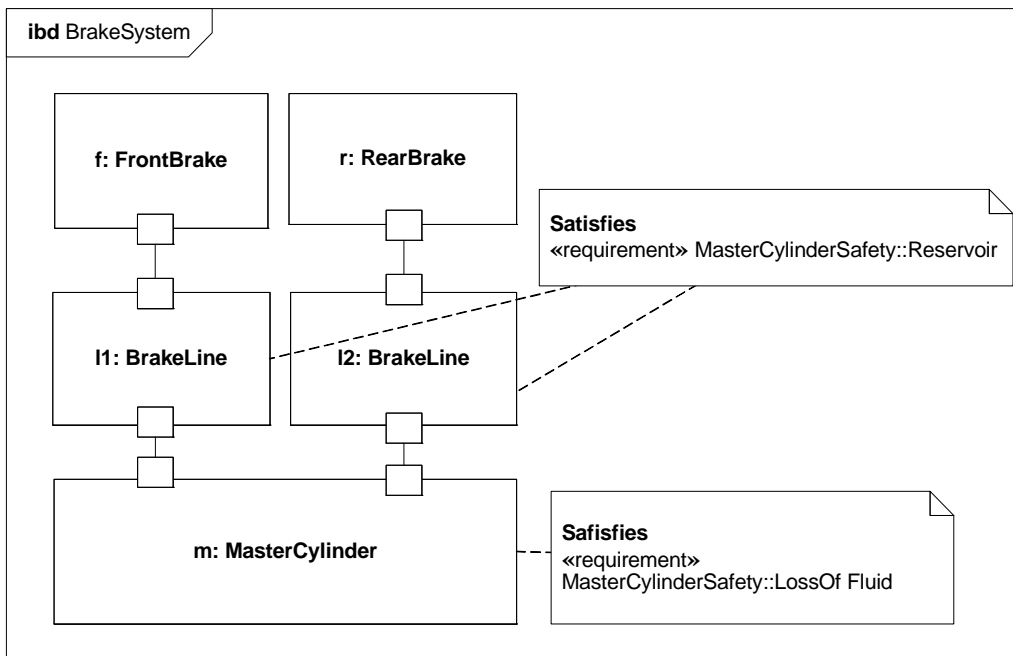 ibd BrakeSystem
f: FrontBrake
r: RearBrake
Satisfies
«requirement» MasterCylinderSafety::Reservoir
l1: BrakeLine
l2: BrakeLine
m: MasterCylinder
Safisfies
«requirement»
MasterCylinderSafety::LossOf Fluid